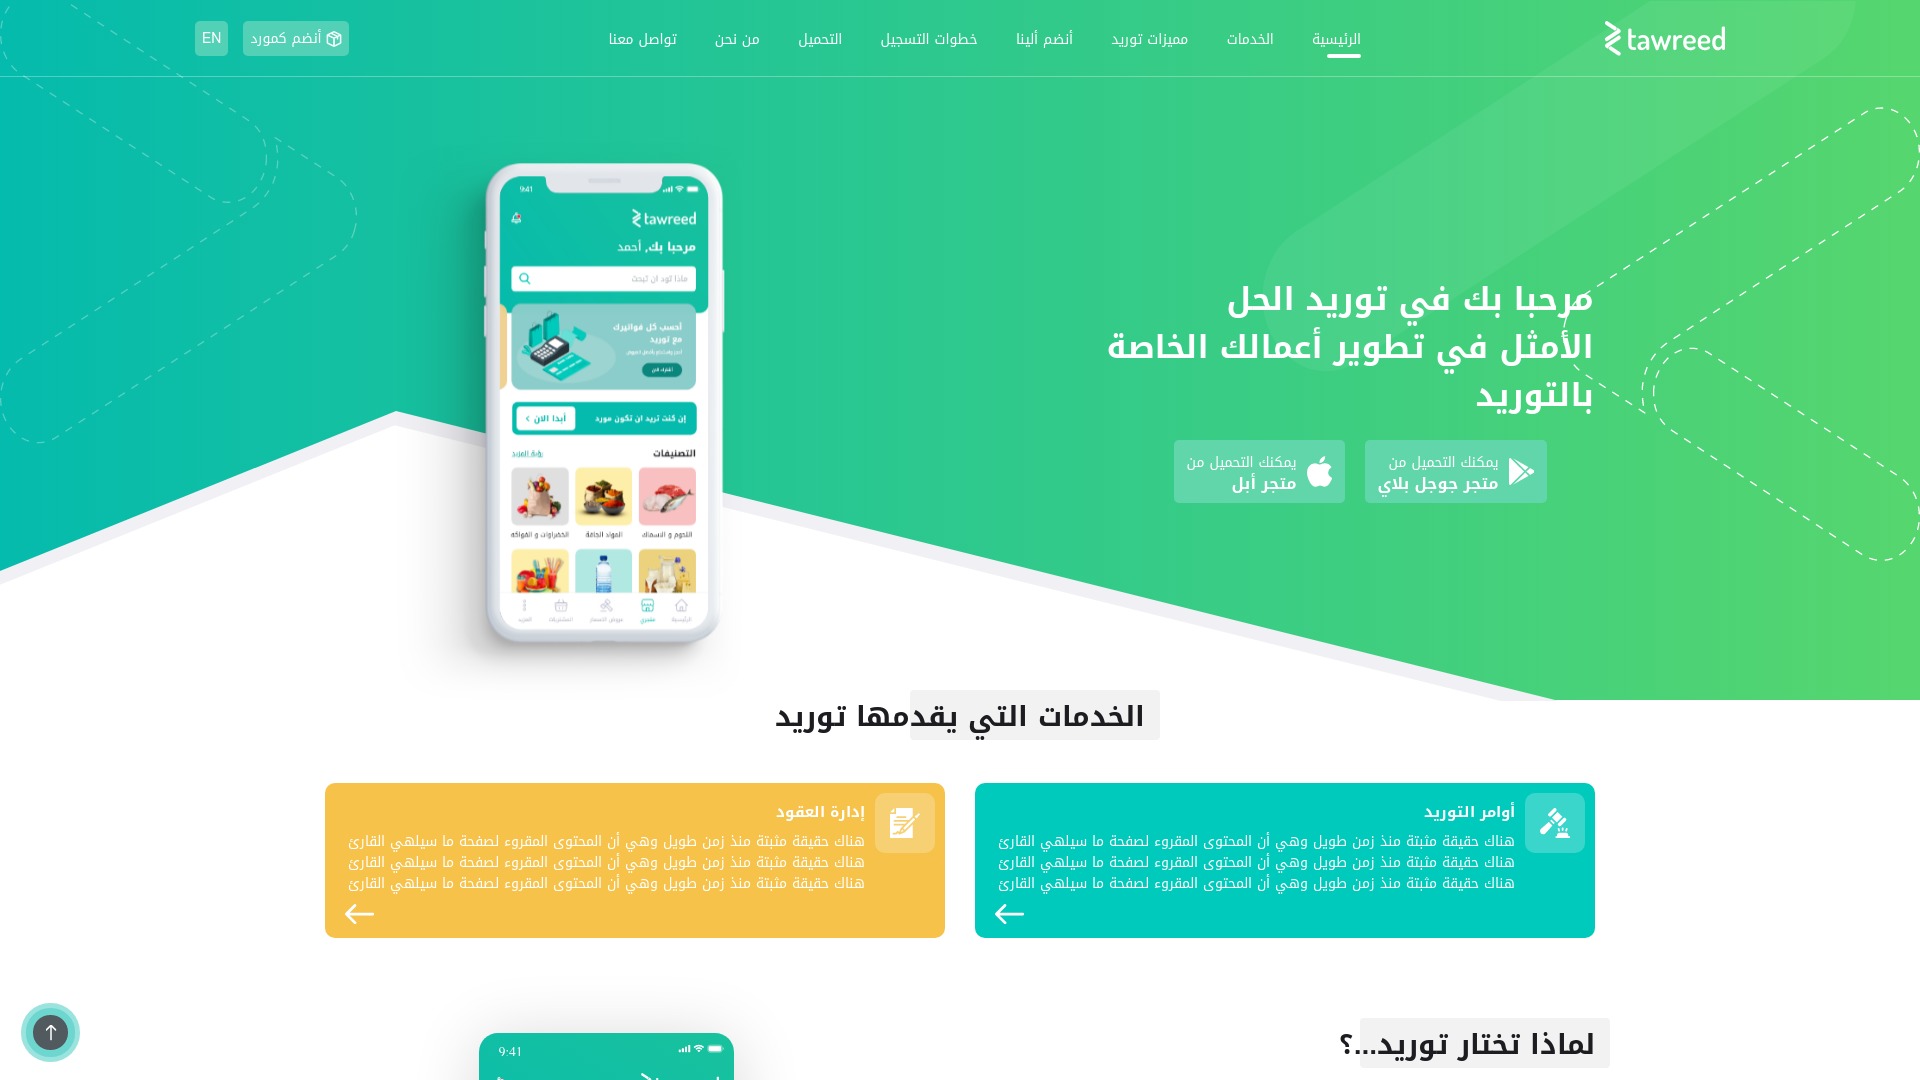 tawreed
الرئيسية
الخدمات
مميزات توريد
أنضم ألينا
خطوات التسجيل
التحميل
من نحن
تواصل معنا
أنضم كمورد
EN
مرحبا بك في توريد الحل
الأمثل في تطوير أعمالك الخاصة
بالتوريد
يمكنك التحميل من
متجر جوجل بلاي
يمكنك التحميل من
متجر أبل
9:41
tawreed
مرحبا بك, أحمد
ماذا تود ان تبحث
أحسب كل فواتيرك
مع توريد
إن كنت تريد ان تكون مورد
أبدا الان
التصنيفات
رؤية المزيد
اللحوم و الاسماك
المواد الجافة
الخضراوات و الفواكه
الرئيسية
متجري
عروض الاسعار
المشتريات
المزيد
الخدمات التي يقدمها توريد
أوامر التوريد
هناك حقيقة مثبتة منذ زمن طويل وهي أن المحتوى المقروء لصفحة ما سيلهي القارئ
هناك حقيقة مثبتة منذ زمن طويل وهي أن المحتوى المقروء لصفحة ما سيلهي القارئ
هناك حقيقة مثبتة منذ زمن طويل وهي أن المحتوى المقروء لصفحة ما سيلهي القارئ
إدارة العقود
هناك حقيقة مثبتة منذ زمن طويل وهي أن المحتوى المقروء لصفحة ما سيلهي القارئ
هناك حقيقة مثبتة منذ زمن طويل وهي أن المحتوى المقروء لصفحة ما سيلهي القارئ
هناك حقيقة مثبتة منذ زمن طويل وهي أن المحتوى المقروء لصفحة ما سيلهي القارئ
لماذا تختار توريد...؟
9:41